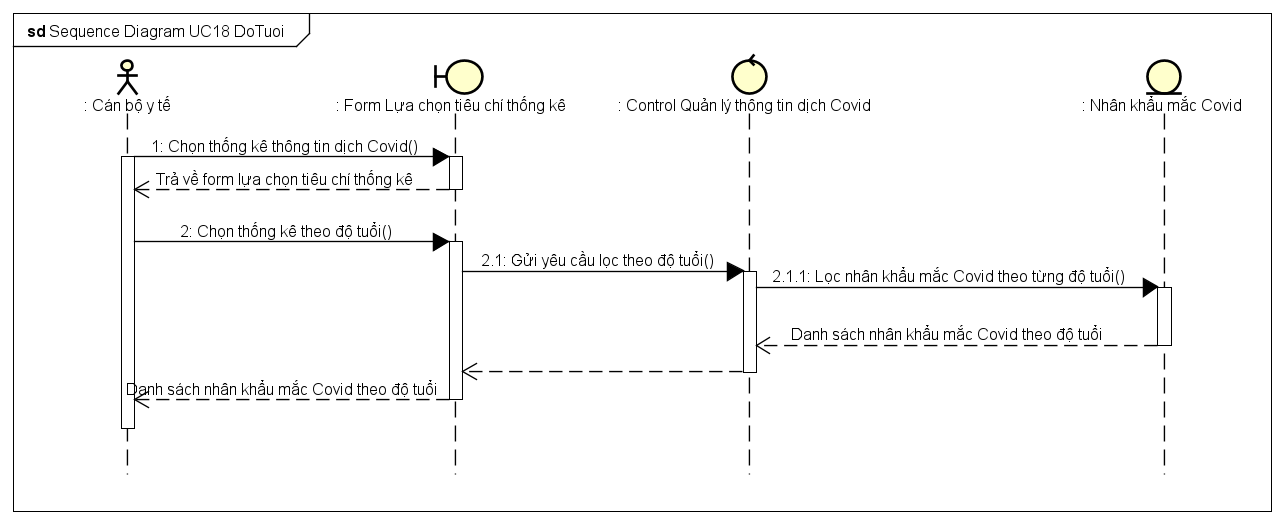 sd Sequence Diagram UC18 DoTuoi
: Cán bộ y tế
: Form Lựa chọn tiêu chí thống kê
: Control Quản lý thông tin dịch Covid
: Nhân khẩu mắc Covid
1: Chọn thống kê thông tin dịch Covid()
Trả về form lựa chọn tiêu chí thống kê
2: Chọn thống kê theo độ tuổi()
2.1: Gửi yêu cầu lọc theo độ tuổi()
2.1.1: Lọc nhân khẩu mắc Covid theo từng độ tuổi()
Danh sách nhân khẩu mắc Covid theo độ tuổi
Danh sách nhân khẩu mắc Covid theo độ tuổi